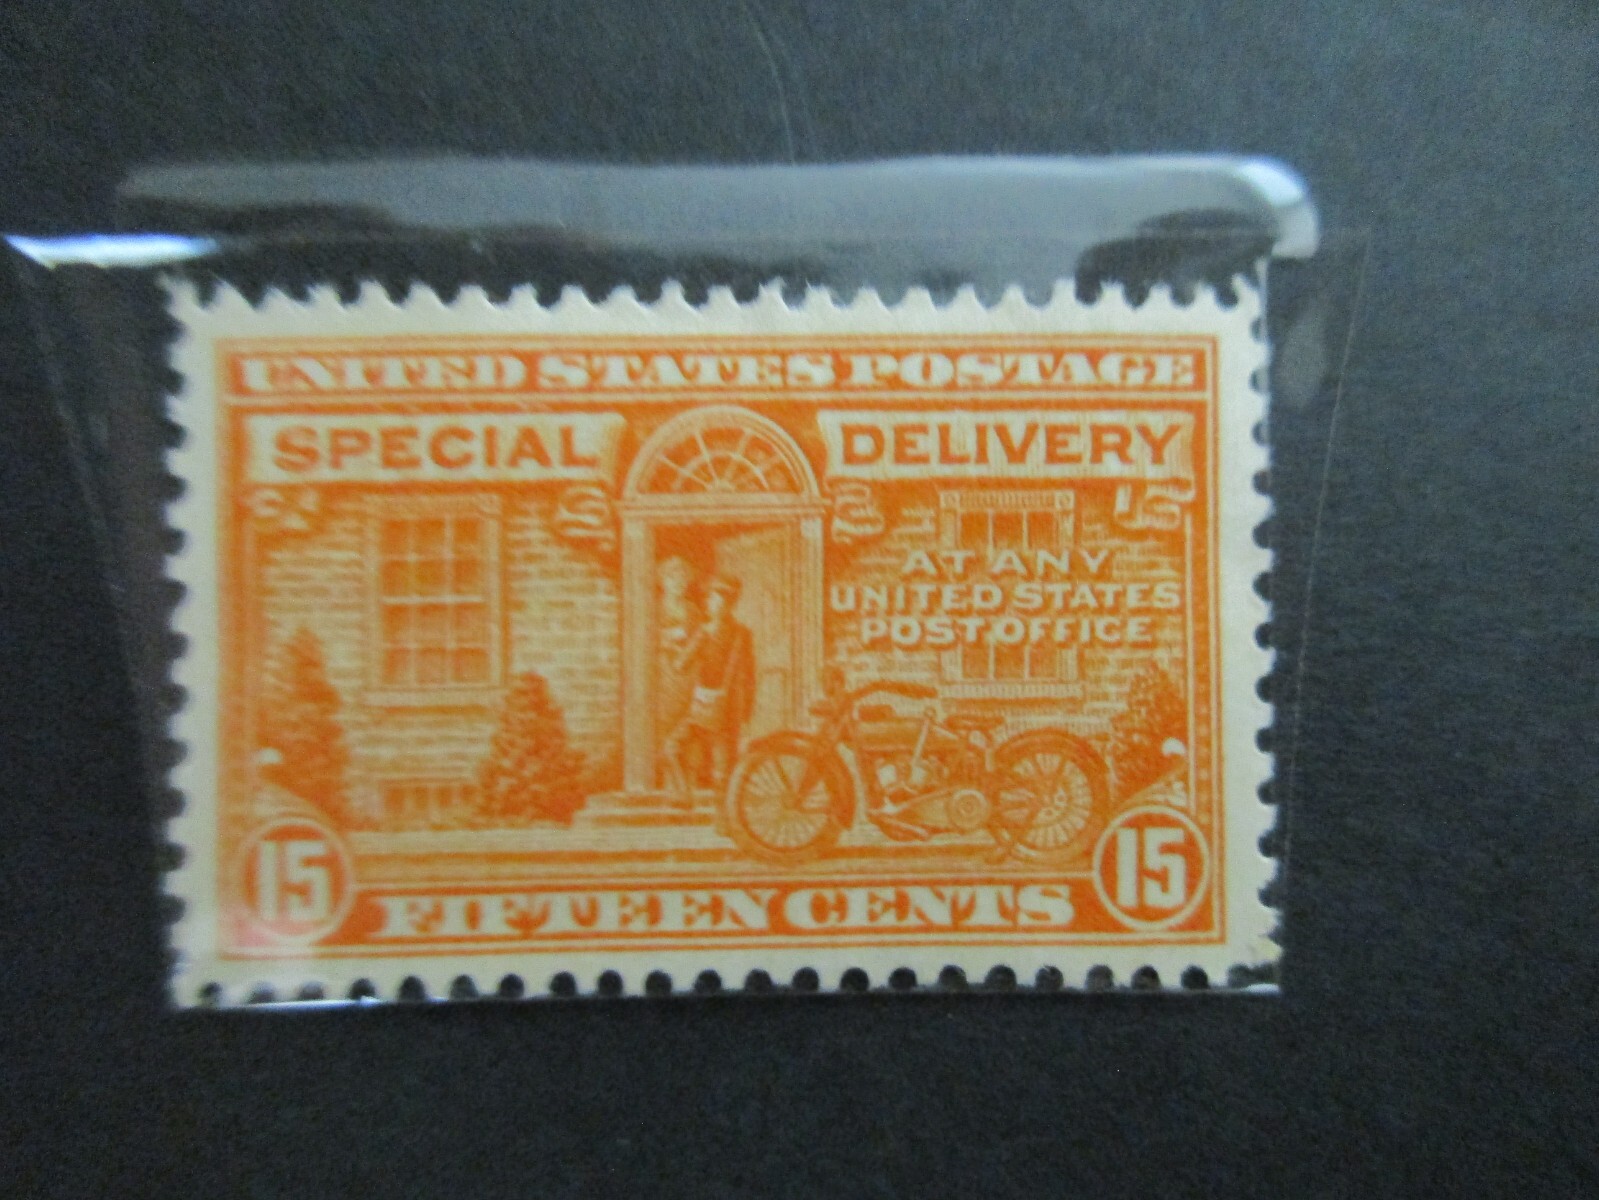 UNITED STATES POSTAGE
SPECIAL DELIVERY
AT ANY
UNITED STATES
POST OFFICE
15 15
FIFTEEN CENTS